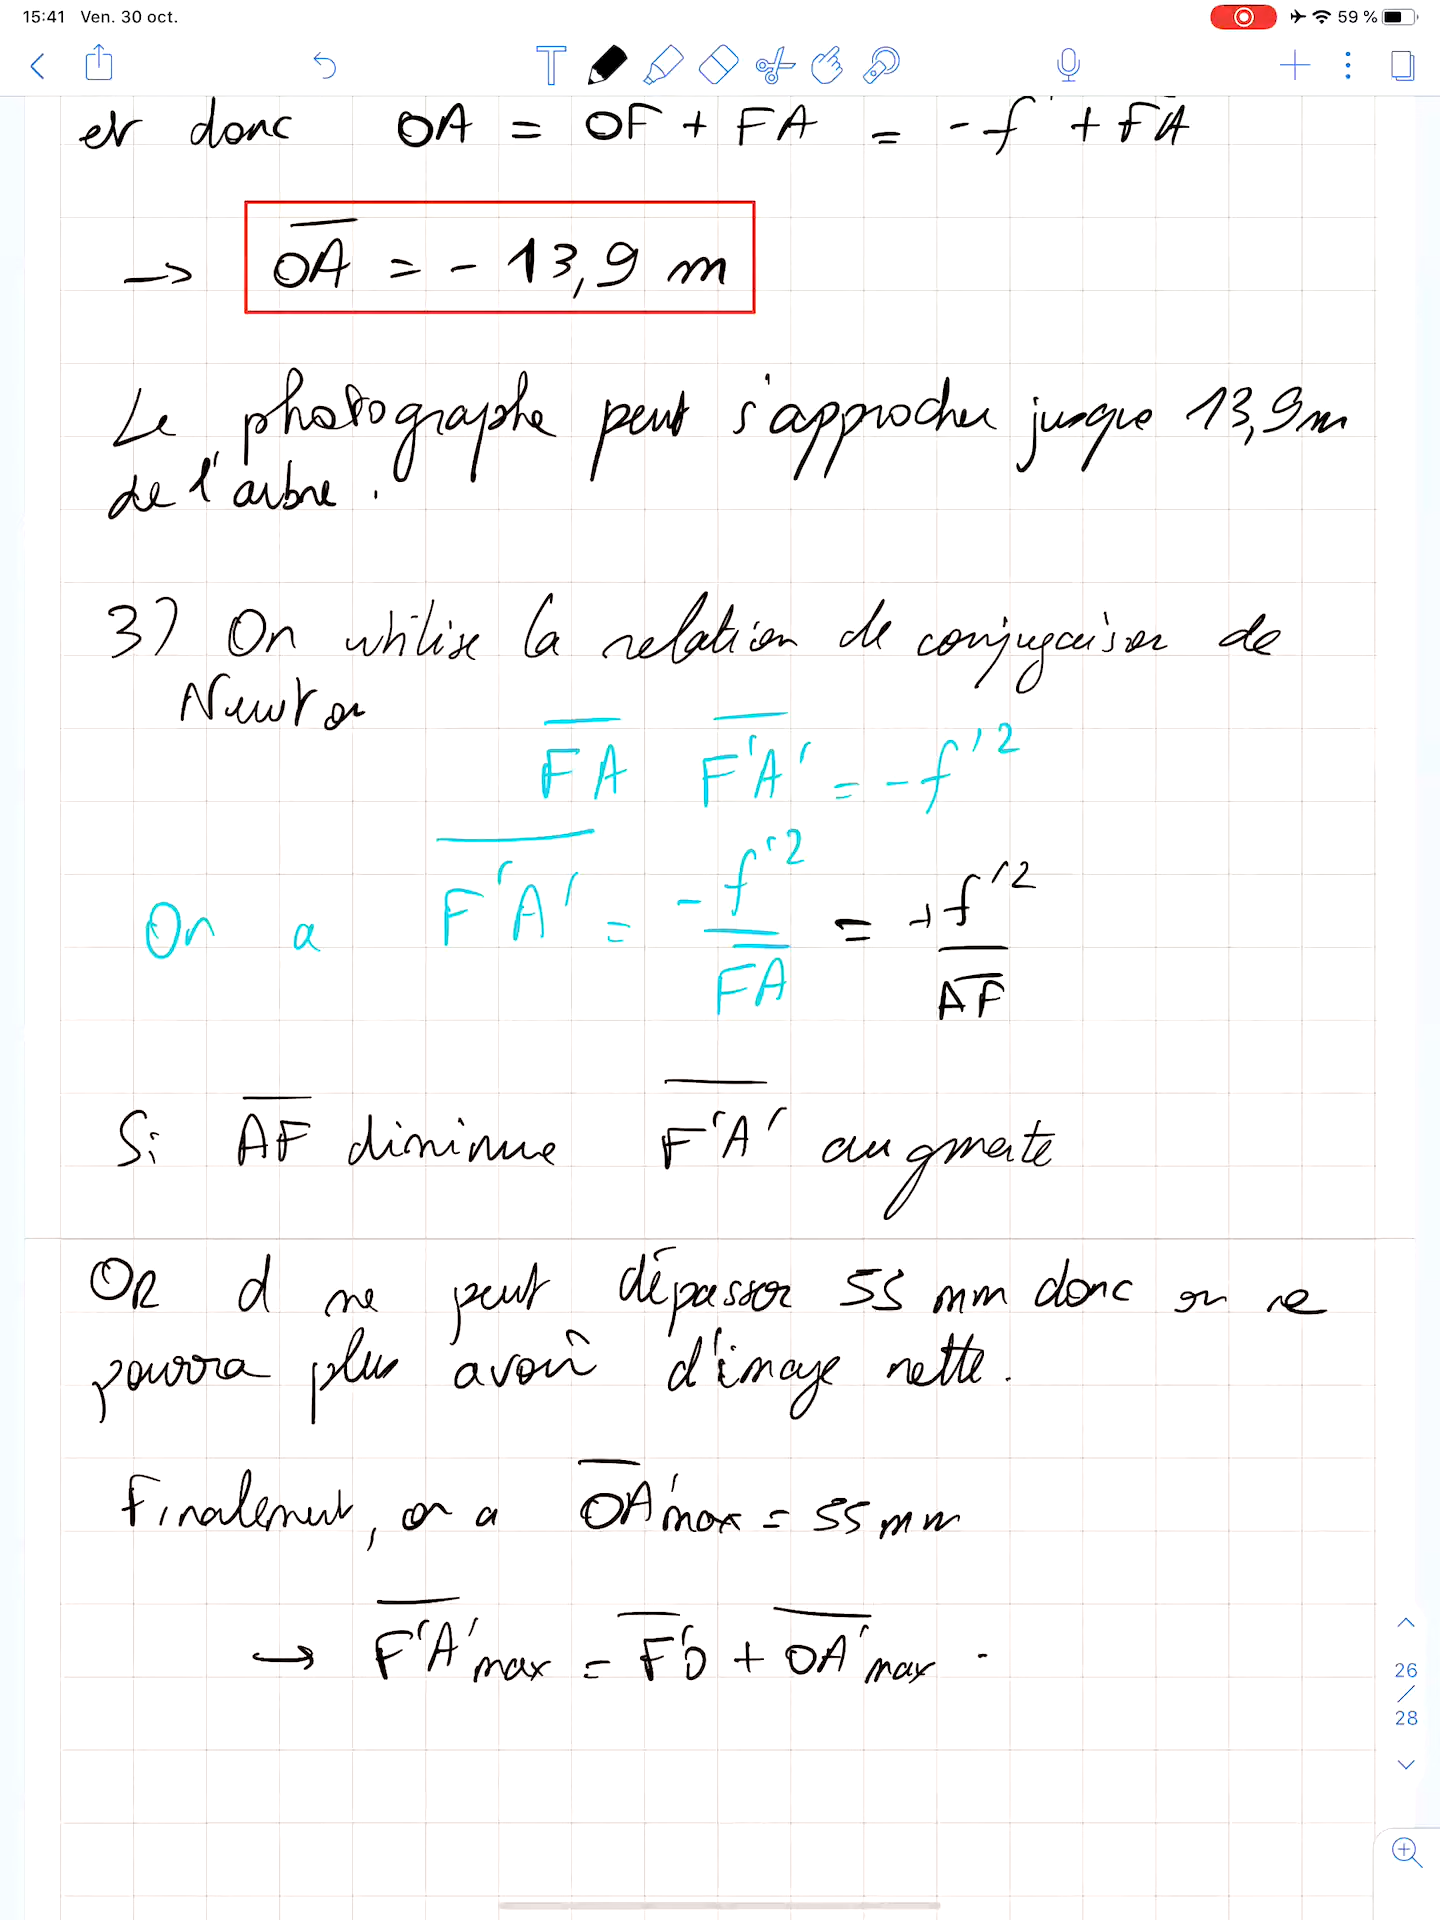 15:41 Ven. 30 oct. 59 %
et donc OA = OF + FA = -f' + FA
→ OA = - 13,9 m
Le photographe peut s'approcher jusque 13,9m
de l'arbre.
3) On utilise la relation de conjugaison de
Newton
FA F'A' = -f'²
On a F'A' = -f'²/FA = +f'²/AF
Si AF diminue F'A' augmente
OR d ne peut dépasser 55 mm donc on ne
pourra plus avoir d'image nette.
Finalement, on a OA'max = 55 mm
→ F'A'max = F'O + OA'max .
26
/
28